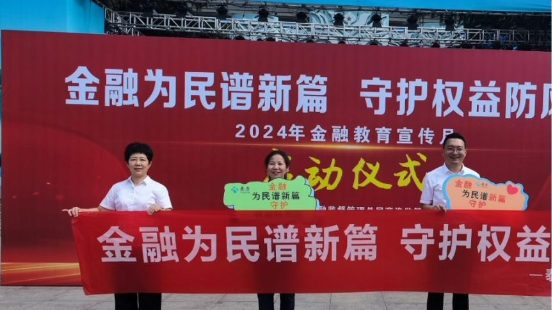 金融为民谱新篇 守护权益防风
2024年金融教育宣传月
启动仪式
金融
为民谱新篇
守护
金融
为民谱新篇
守护
金融为民谱新篇 守护权益